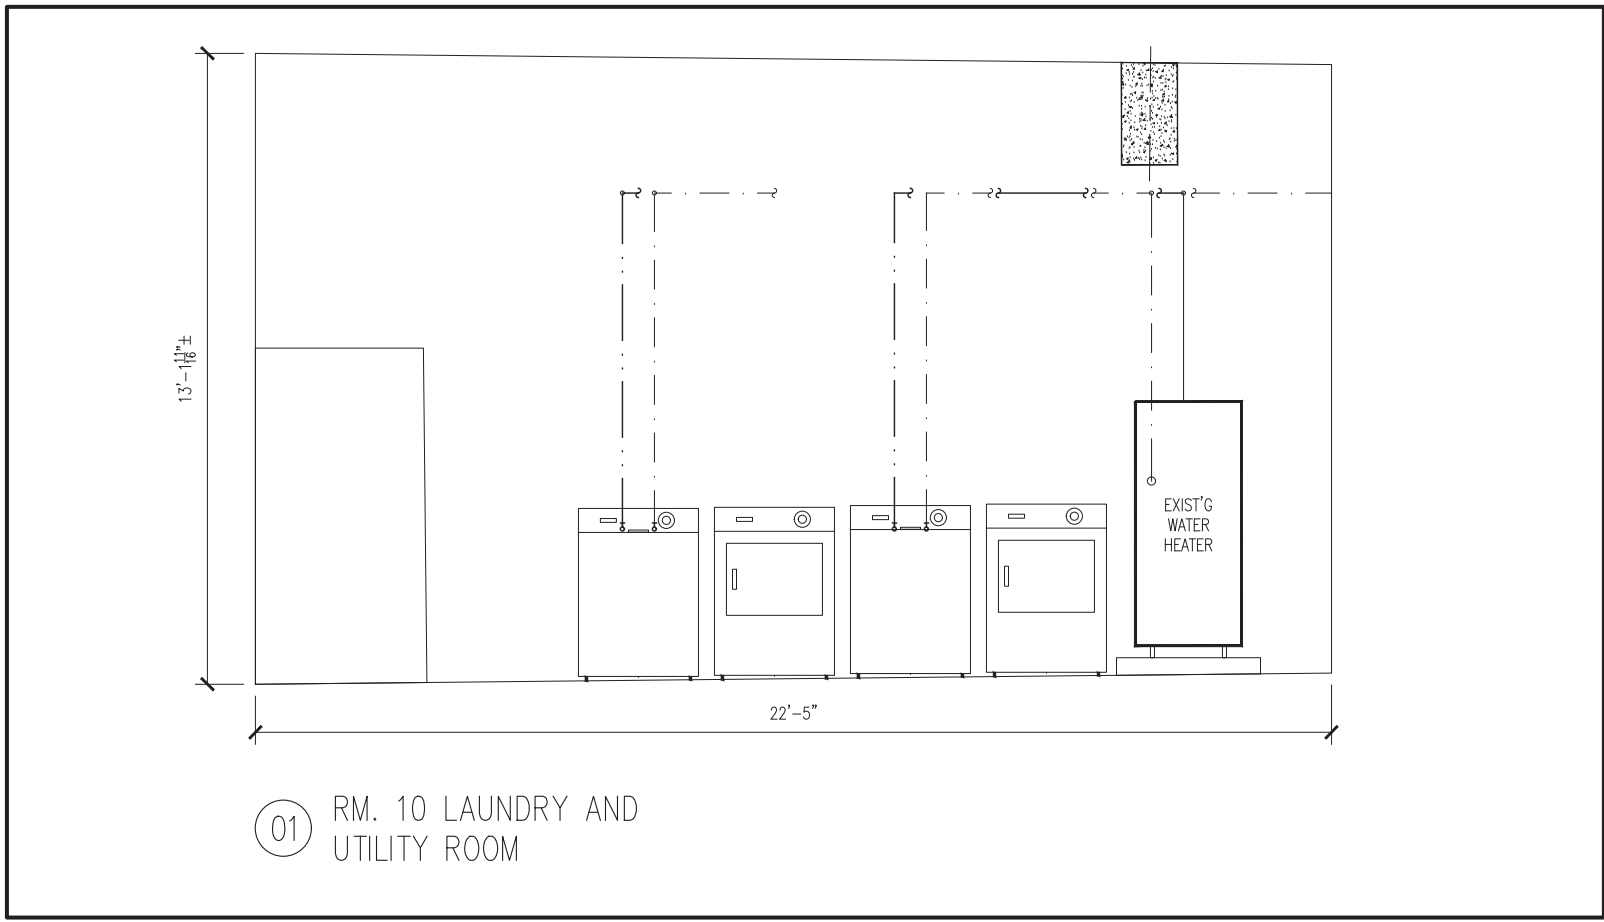 13'-1 11/16" ±
EXIST'G
WATER
HEATER
22'-5"
01
RM. 10 LAUNDRY AND
UTILITY ROOM